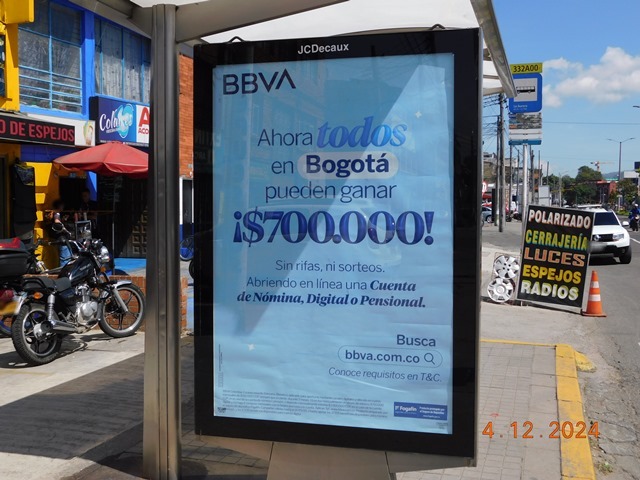 JCDecaux
BBVA
Ahora todos
en Bogotá
pueden ganar
¡$700.000!
Sin rifas, ni sorteos.
Abriendo en línea una Cuenta
de Nómina, Digital o Pensional.
Busca
bbva.com.co
Conoce requisitos en T&C.
Fogafín
O DE ESPEJOS
332A00
POLARIZADO
CERRAJERÍA
LUCES
ESPEJOS
RADIOS
4.12.2024